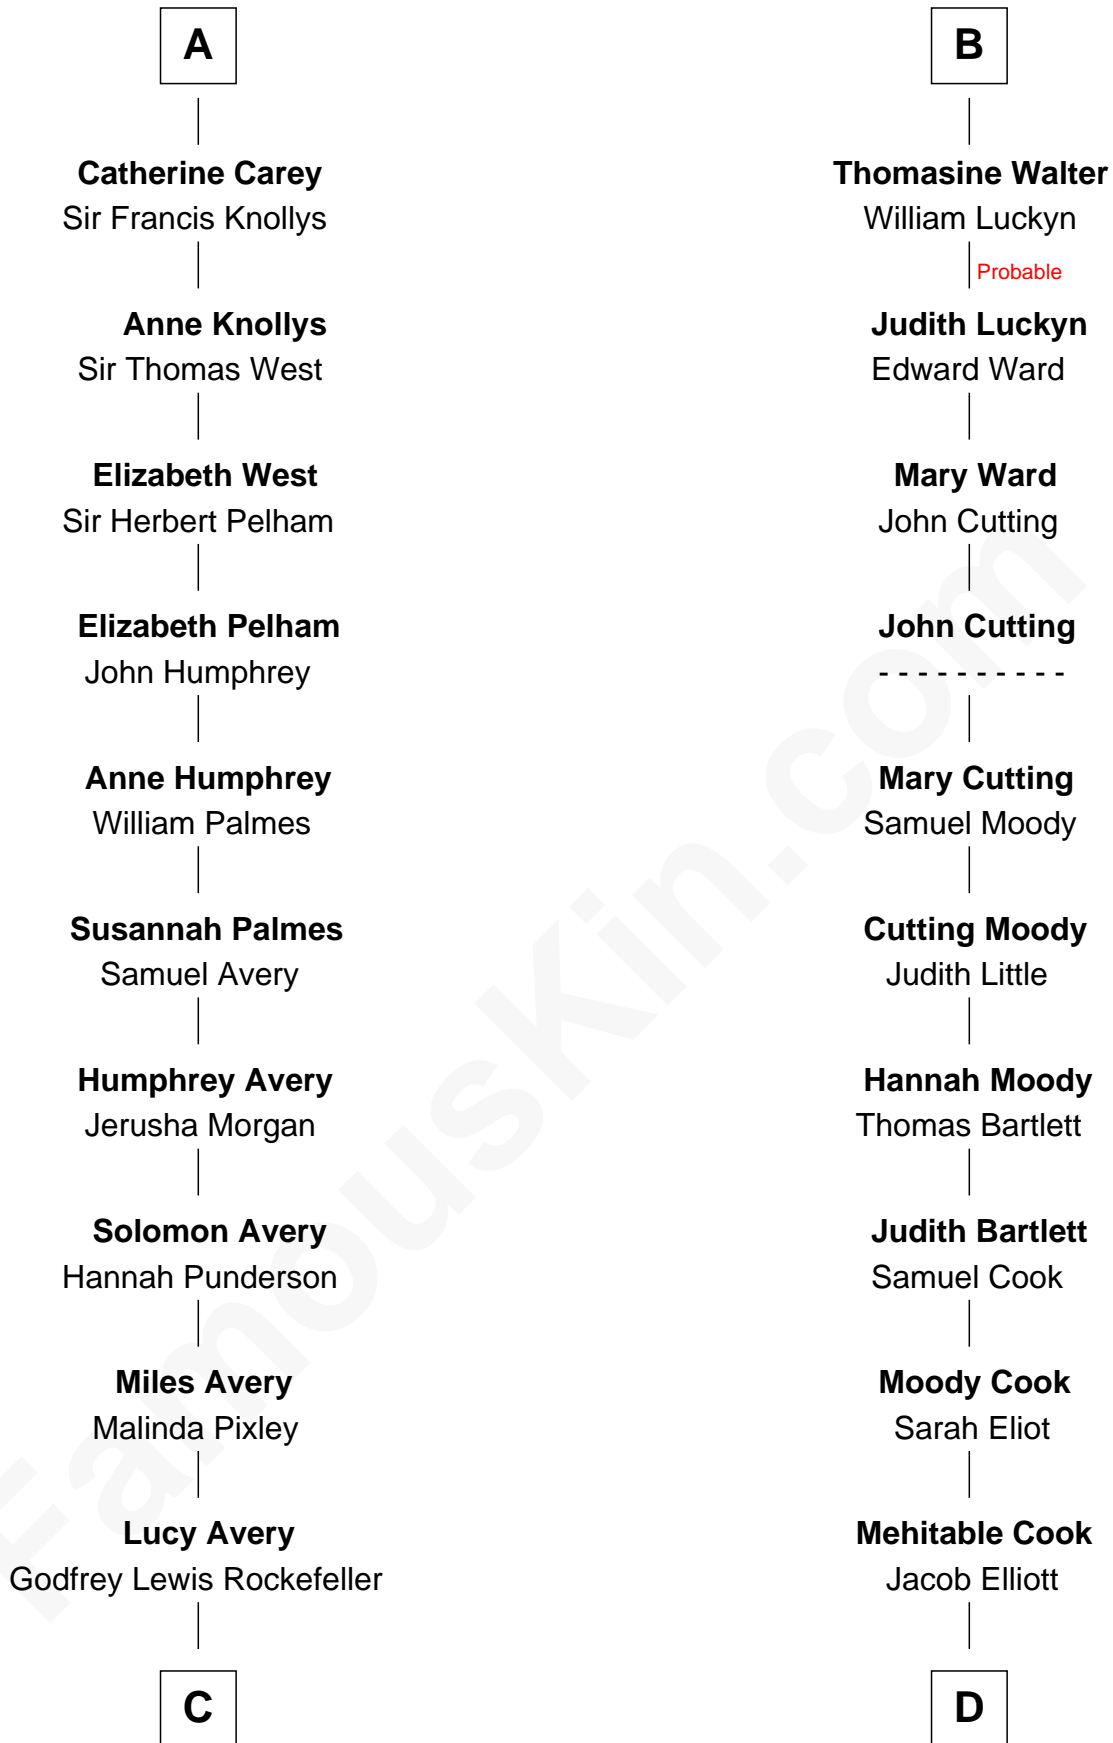 A
Catherine Carey
Sir Francis Knollys
Anne Knollys
Sir Thomas West
Elizabeth West
Sir Herbert Pelham
Elizabeth Pelham
John Humphrey
Anne Humphrey
William Palmes
Susannah Palmes
Samuel Avery
Humphrey Avery
Jerusha Morgan
Solomon Avery
Hannah Punderson
Miles Avery
Malinda Pixley
Lucy Avery
Godfrey Lewis Rockefeller
C
B
Thomasine Walter
William Luckyn
Probable
Judith Luckyn
Edward Ward
Mary Ward
John Cutting
John Cutting
- - - - - - - - - -
Mary Cutting
Samuel Moody
Cutting Moody
Judith Little
Hannah Moody
Thomas Bartlett
Judith Bartlett
Samuel Cook
Moody Cook
Sarah Eliot
Mehitable Cook
Jacob Elliott
D
FamousKin.com